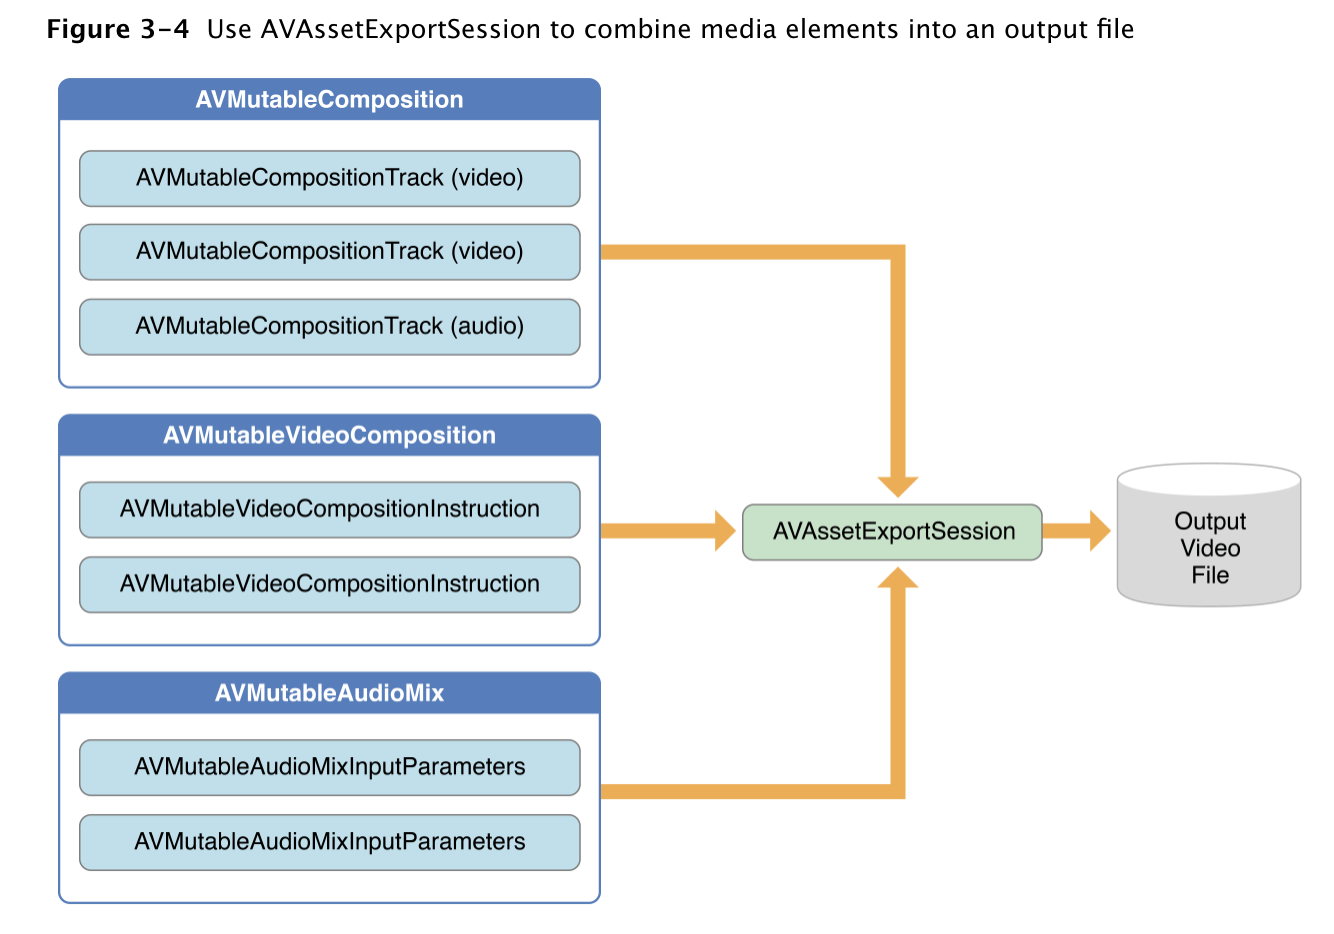 Figure 3-4 Use AVAssetExportSession to combine media elements into an output file
AVMutableComposition
AVMutableCompositionTrack (video)
AVMutableCompositionTrack (video)
AVMutableCompositionTrack (audio)
AVMutableVideoComposition
AVMutableVideoCompositionInstruction
AVMutableVideoCompositionInstruction
AVMutableAudioMix
AVMutableAudioMixInputParameters
AVMutableAudioMixInputParameters
AVAssetExportSession
Output
Video
File